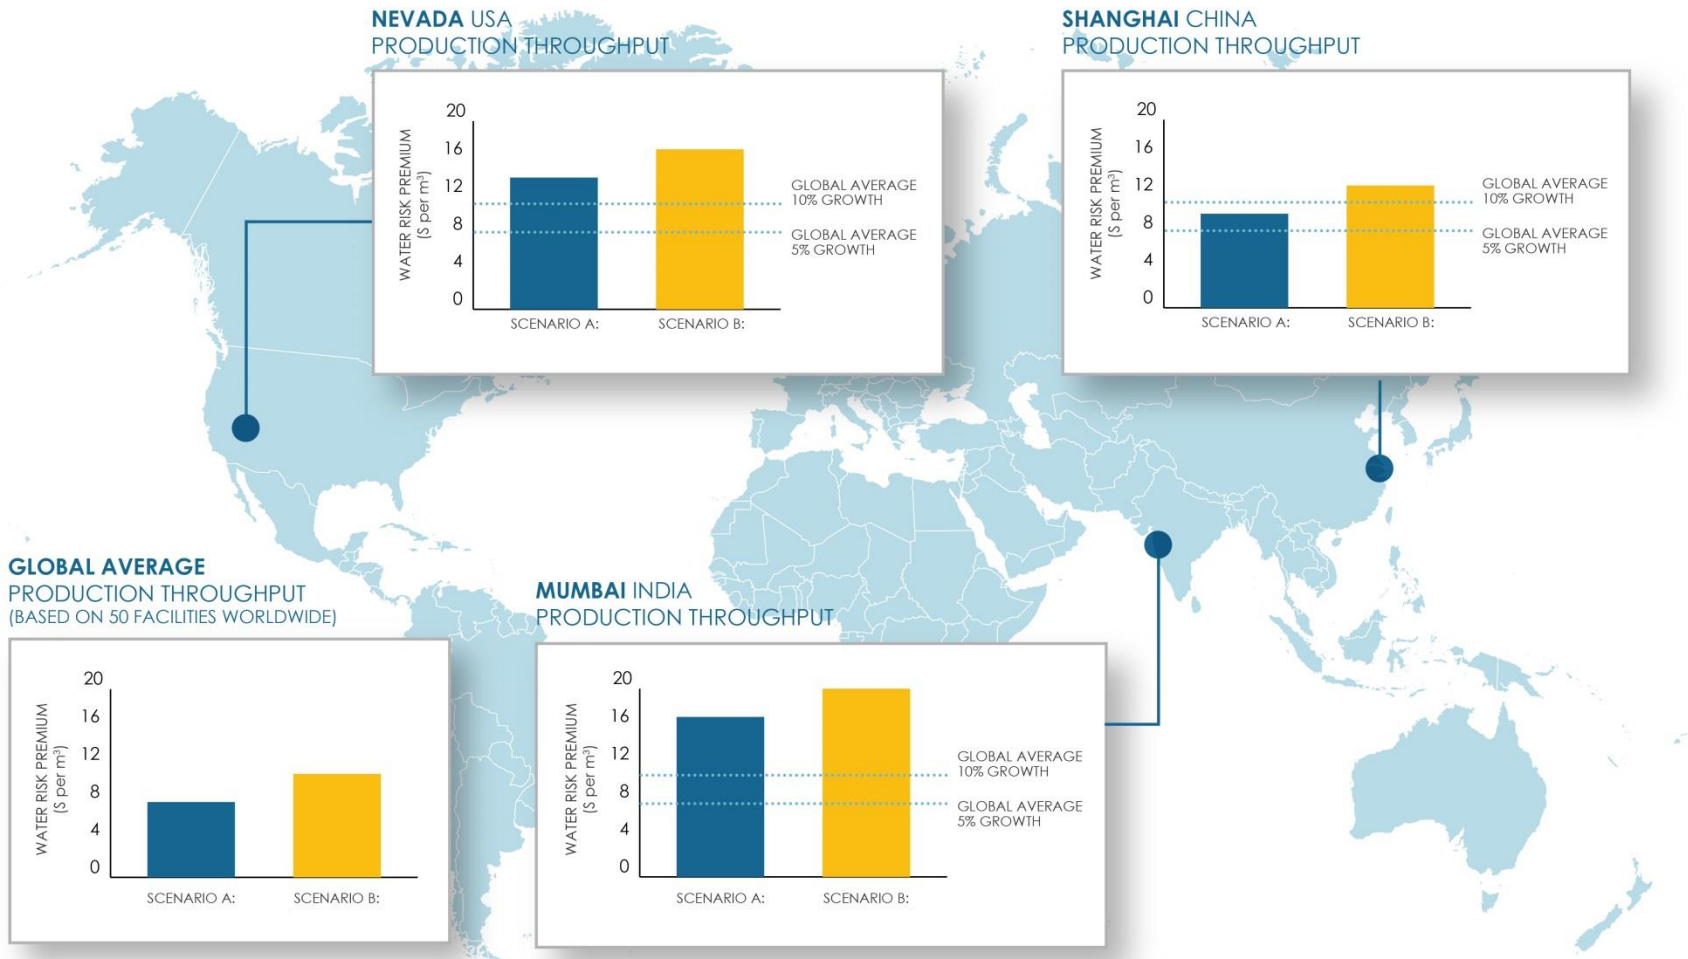 NEVADA USA
PRODUCTION THROUGHPUT
WATER RISK PREMIUM
($ per m³)
20
16
12
8
4
0
GLOBAL AVERAGE
10% GROWTH
GLOBAL AVERAGE
5% GROWTH
SCENARIO A:
SCENARIO B:
SHANGHAI CHINA
PRODUCTION THROUGHPUT
WATER RISK PREMIUM
($ per m³)
20
16
12
8
4
0
GLOBAL AVERAGE
10% GROWTH
GLOBAL AVERAGE
5% GROWTH
SCENARIO A:
SCENARIO B:
GLOBAL AVERAGE
PRODUCTION THROUGHPUT
(BASED ON 50 FACILITIES WORLDWIDE)
WATER RISK PREMIUM
($ per m³)
20
16
12
8
4
0
SCENARIO A:
SCENARIO B:
MUMBAI INDIA
PRODUCTION THROUGHPUT
WATER RISK PREMIUM
($ per m³)
20
16
12
8
4
0
GLOBAL AVERAGE
10% GROWTH
GLOBAL AVERAGE
5% GROWTH
SCENARIO A:
SCENARIO B: